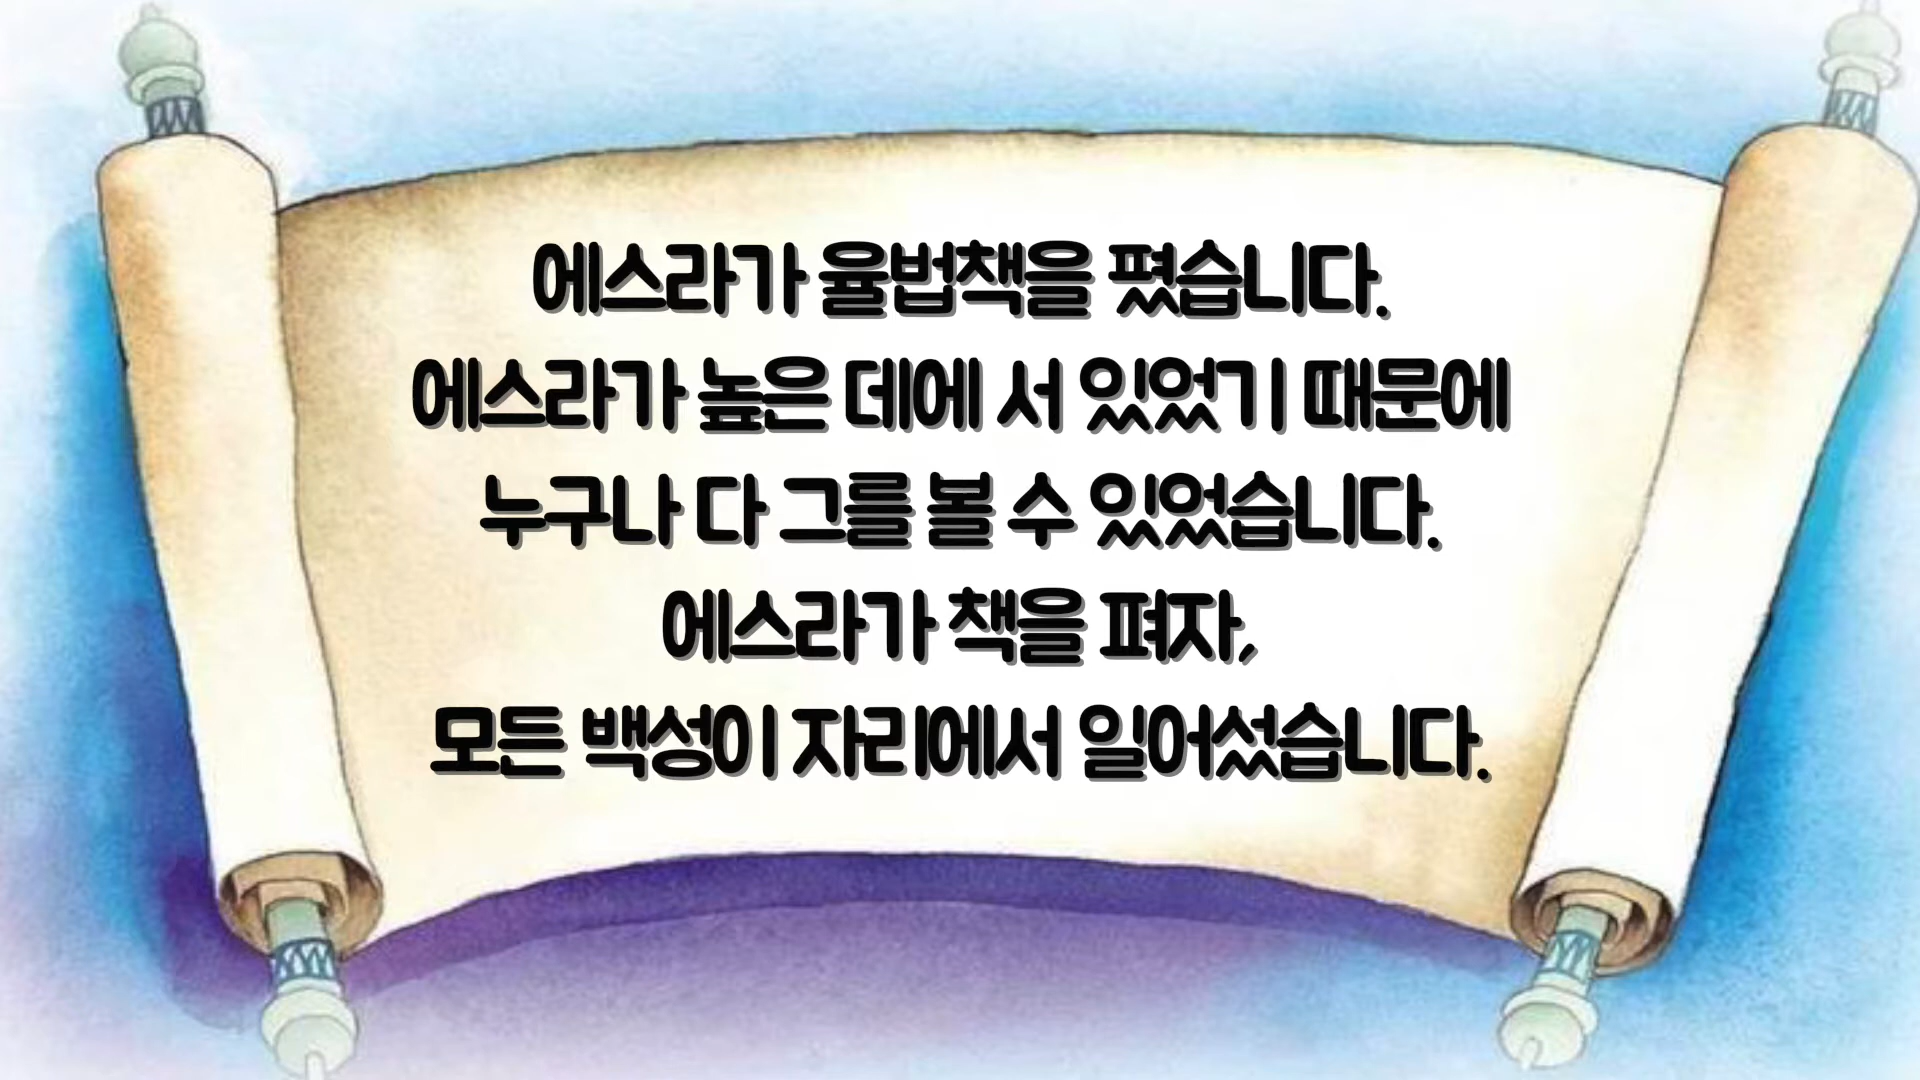 에스라가 율법책을 폈습니다.
에스라가 높은 데에 서 있었기 때문에
누구나 다 그를 볼 수 있었습니다.
에스라가 책을 펴자,
모든 백성이 자리에서 일어섰습니다.